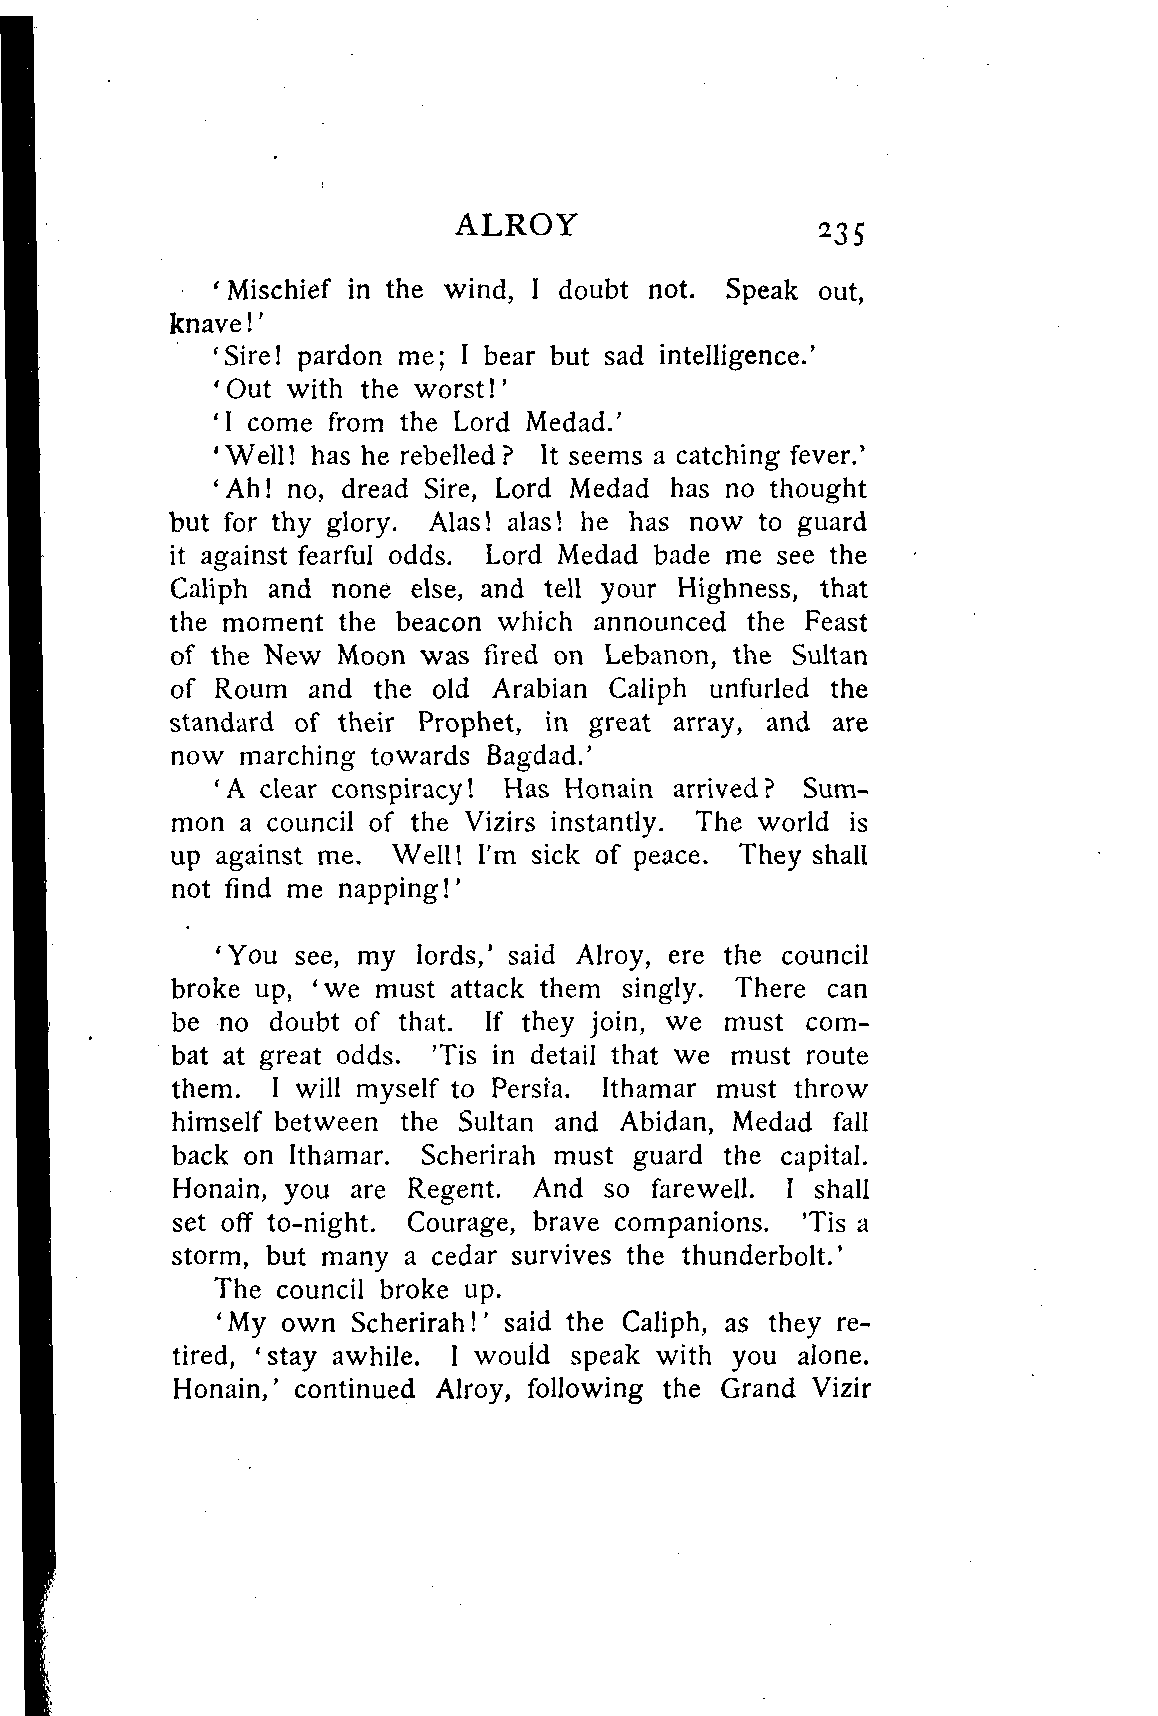 ALROY 235
‘Mischief in the wind, I doubt not. Speak out,
knave!’
‘Sire! pardon me; I bear but sad intelligence.’
‘Out with the worst!’
‘I come from the Lord Medad.’
‘Well! has he rebelled? It seems a catching fever.’
‘Ah! no, dread Sire, Lord Medad has no thought
but for thy glory. Alas! alas! he has now to guard
it against fearful odds. Lord Medad bade me see the
Caliph and none else, and tell your Highness, that
the moment the beacon which announced the Feast
of the New Moon was fired on Lebanon, the Sultan
of Roum and the old Arabian Caliph unfurled the
standard of their Prophet, in great array, and are
now marching towards Bagdad.’
‘A clear conspiracy! Has Honain arrived? Sum-
mon a council of the Vizirs instantly. The world is
up against me. Well! I'm sick of peace. They shall
not find me napping!’
‘You see, my lords,’ said Alroy, ere the council
broke up, ‘we must attack them singly. There can
be no doubt of that. If they join, we must com-
bat at great odds. ’Tis in detail that we must route
them. I will myself to Persia. Ithamar must throw
himself between the Sultan and Abidan, Medad fall
back on Ithamar. Scherirah must guard the capital.
Honain, you are Regent. And so farewell. I shall
set off to-night. Courage, brave companions. ’Tis a
storm, but many a cedar survives the thunderbolt.’
The council broke up.
‘My own Scherirah!’ said the Caliph, as they re-
tired, ‘stay awhile. I would speak with you alone.
Honain,’ continued Alroy, following the Grand Vizir